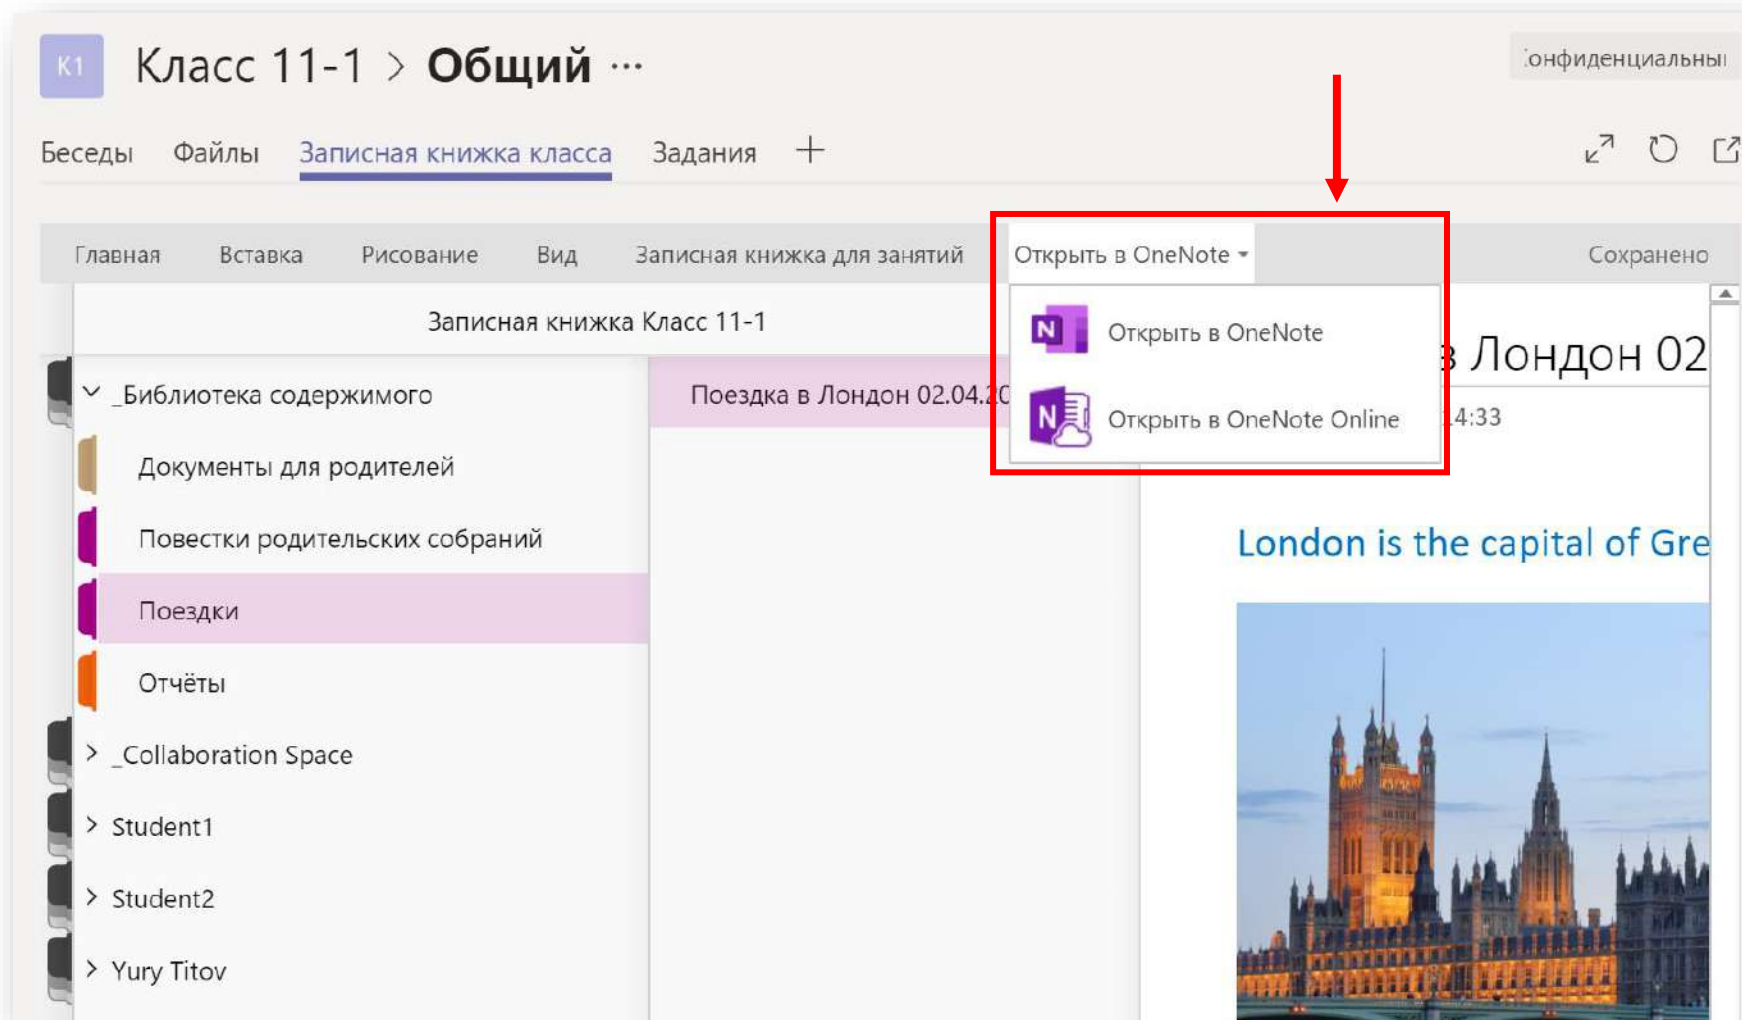 К1
Класс 11-1 > Общий ...
Беседы Файлы Записная книжка класса Задания +
Главная Вставка Рисование Вид Записная книжка для занятий Открыть в OneNote Сохранено
Записная книжка Класс 11-1
Открыть в OneNote
Открыть в OneNote Online
_Библиотека содержимого
Документы для родителей
Повестки родительских собраний
Поездки
Отчёты
> _Collaboration Space
> Student1
> Student2
> Yury Titov
Поездка в Лондон 02.04.20
в Лондон 02
14:33
London is the capital of Gre